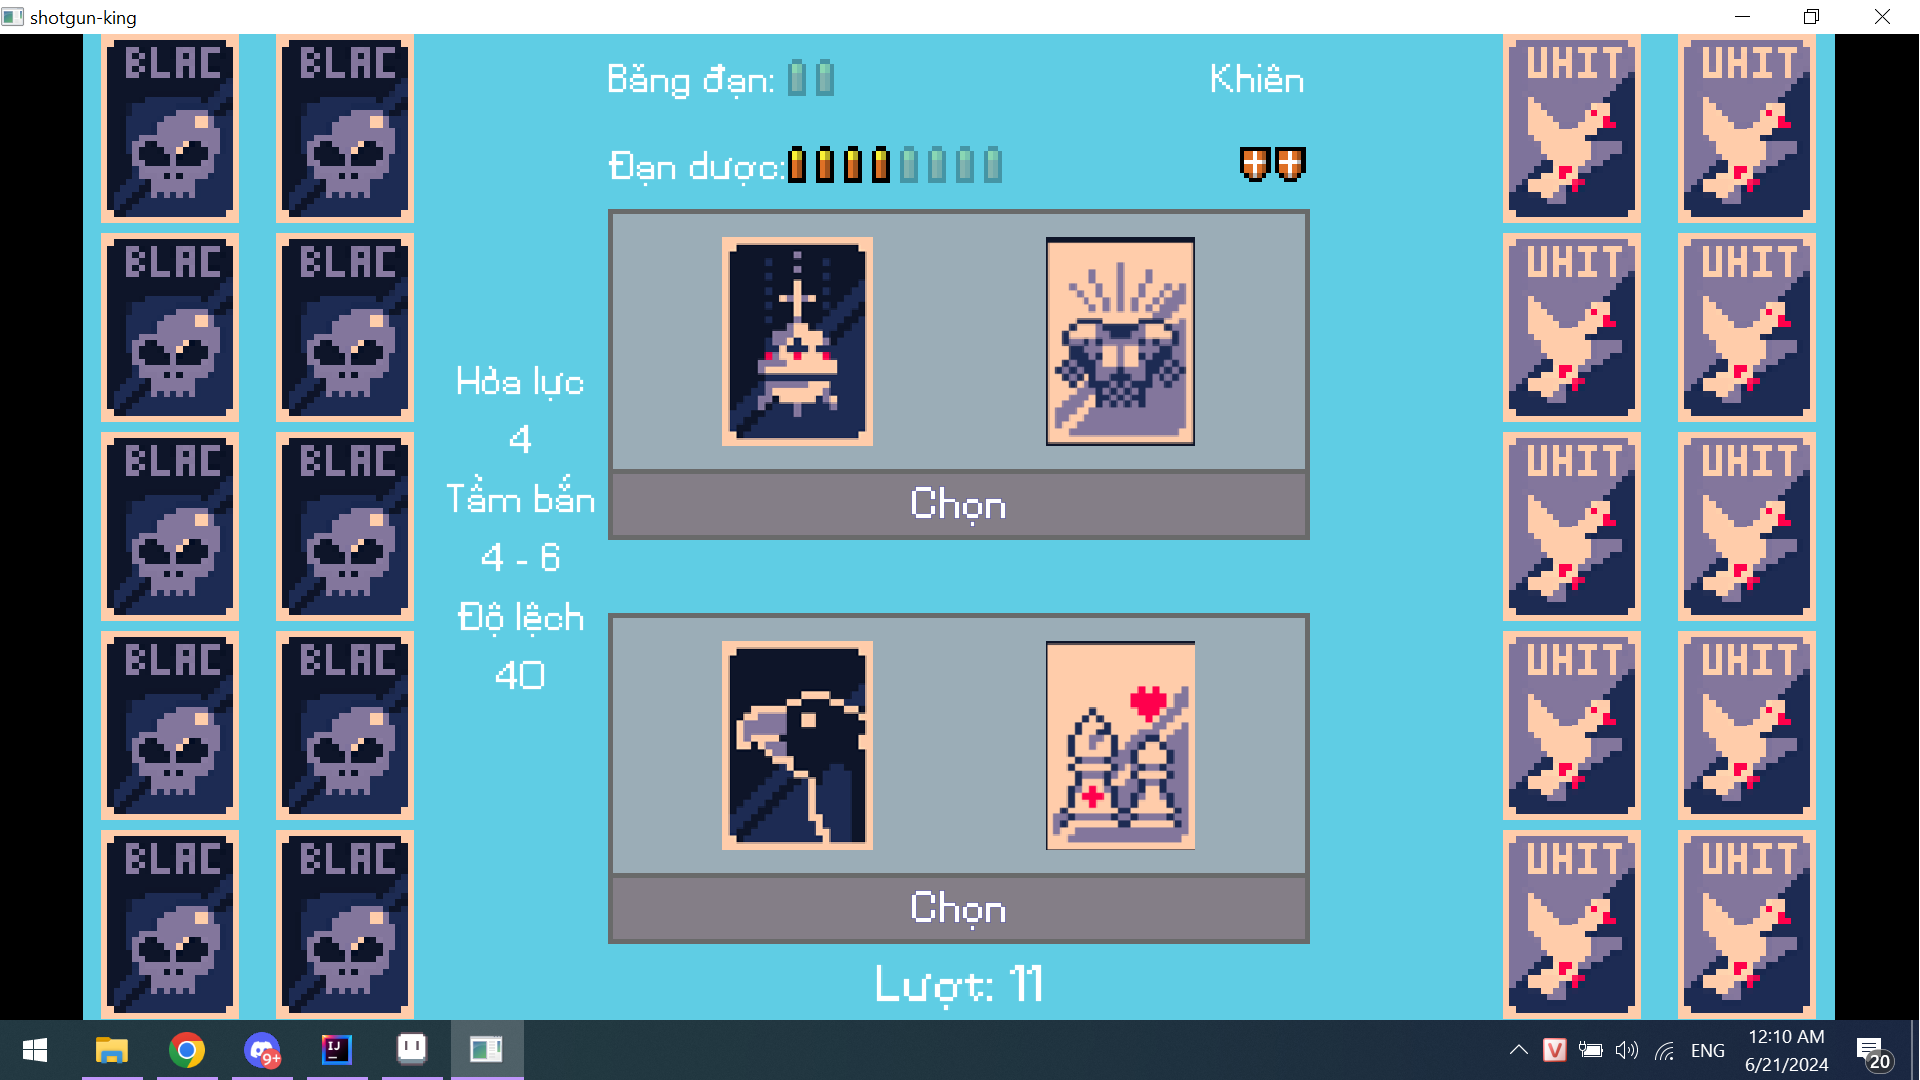 shotgun-king
BLAC BLAC
Băng đạn:
Khiên
UHIT UHIT
Đạn dược:
BLAC BLAC
UHIT UHIT
Hỏa lực
4
Tầm bắn
4 - 6
Độ lệch
40
Chọn
BLAC BLAC
UHIT UHIT
BLAC BLAC
UHIT UHIT
BLAC BLAC
Chọn
UHIT UHIT
Lượt: 11
9+
IJ
V
ENG
12:10 AM
6/21/2024
20